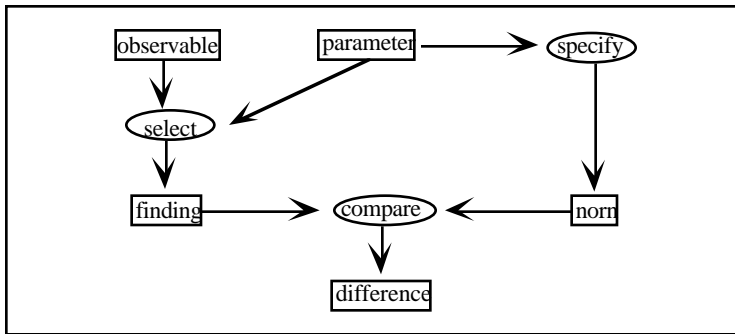 observable
parameter
specify
select
finding
compare
norn
difference